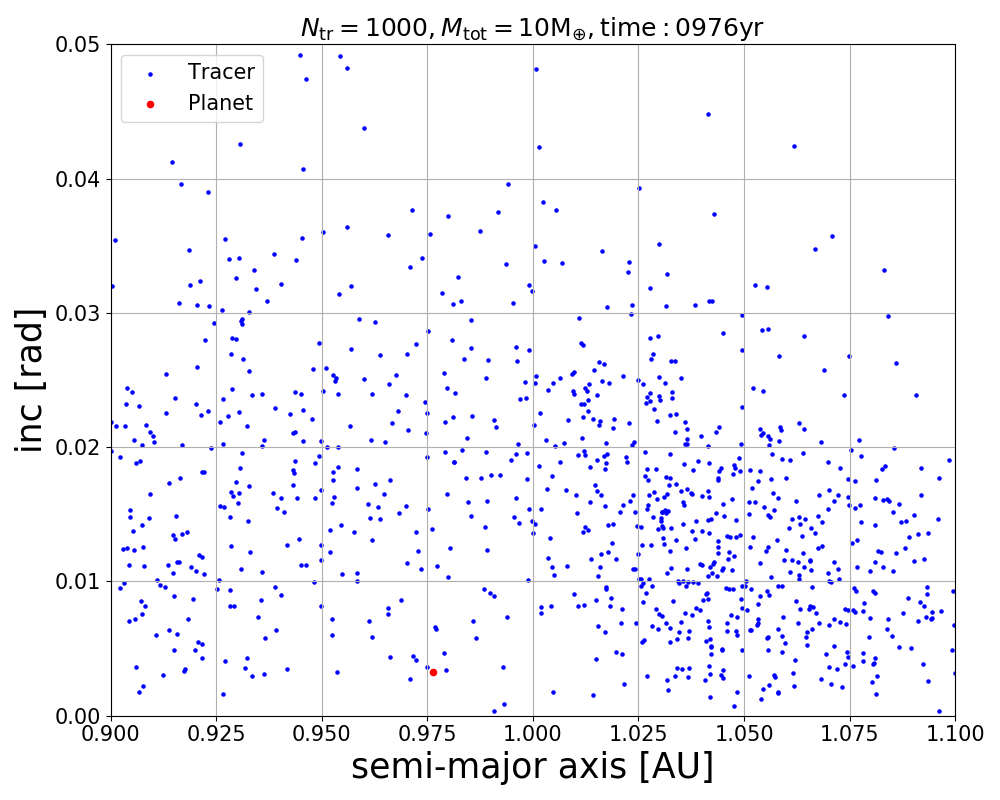 N_tr = 1000, M_tot = 10M_⊕, time : 0976yr
0.05
Tracer
Planet
0.04
0.03
inc [rad]
0.02
0.01
0.00
0.900 0.925 0.950 0.975 1.000 1.025 1.050 1.075 1.100
semi-major axis [AU]